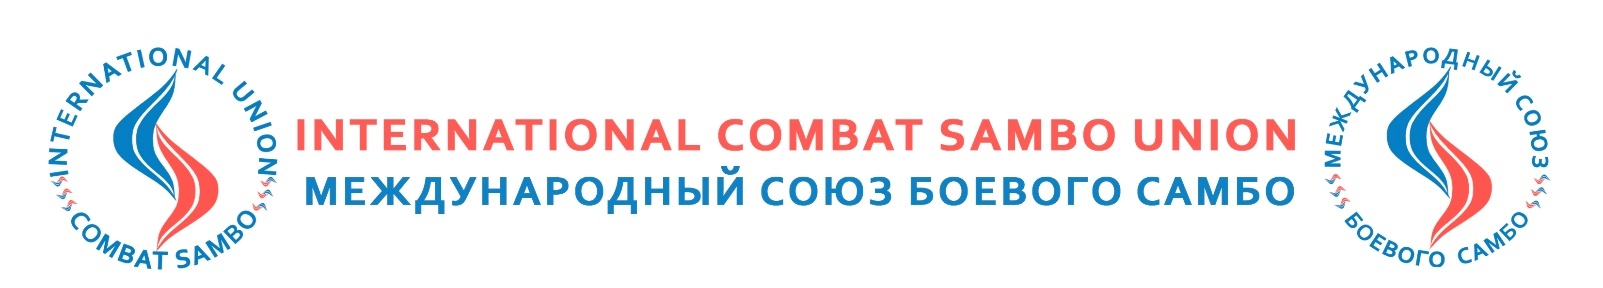 INTERNATIONAL UNION
COMBAT SAMBO
INTERNATIONAL COMBAT SAMBO UNION
МЕЖДУНАРОДНЫЙ СОЮЗ БОЕВОГО САМБО
МЕЖДУНАРОДНЫЙ СОЮЗ
БОЕВОГО САМБО